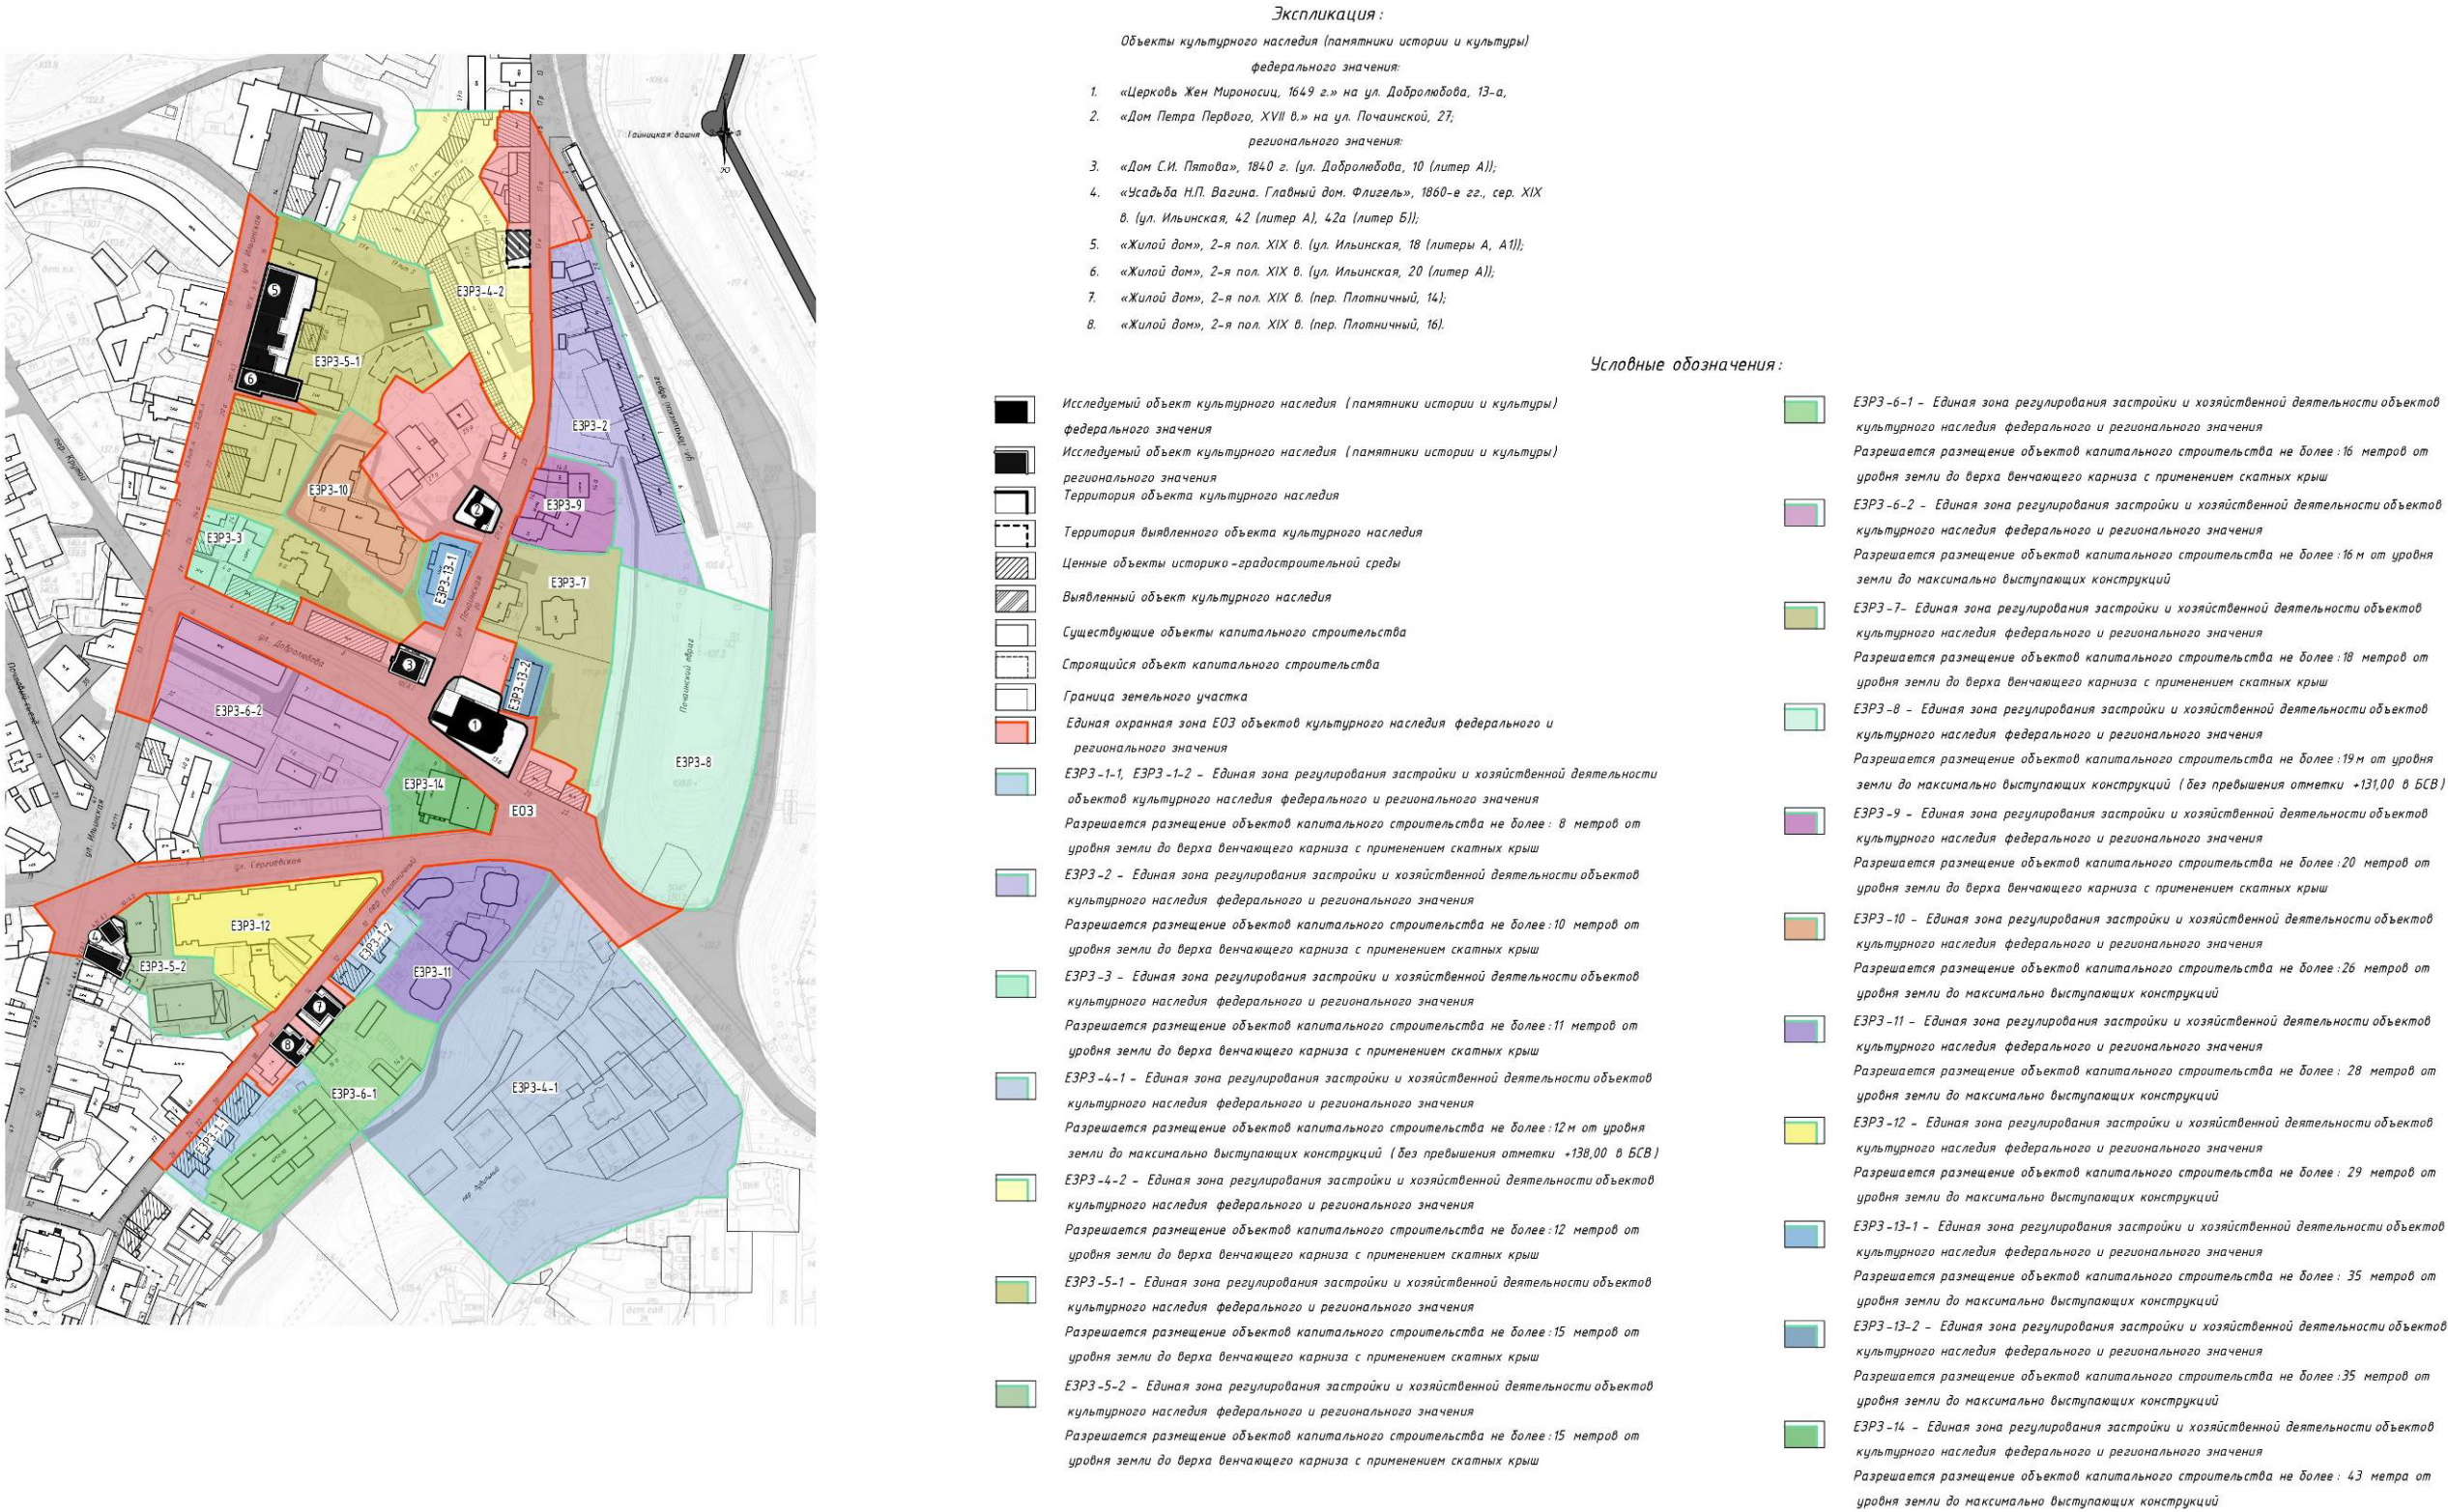 Экспликация :
Объекты культурного наследия (памятники истории и культуры)
федерального значения:
1. «Церковь Жен Мироносиц, 1649 г.» на ул. Добролюбова, 13-а,
2. «Дом Петра Первого, XVII в.» на ул. Почаинской, 27;
регионального значения:
3. «Дом С.И. Пятова», 1840 г. (ул. Добролюбова, 10 (литер А));
4. «Усадьба Н.П. Вагина. Главный дом. Флигель», 1860-е гг., сер. XIX
в. (ул. Ильинская, 42 (литер А), 42а (литер Б));
5. «Жилой дом», 2-я пол. XIX в. (ул. Ильинская, 18 (литеры А, А1));
6. «Жилой дом», 2-я пол. XIX в. (ул. Ильинская, 20 (литер А));
7. «Жилой дом», 2-я пол. XIX в. (пер. Плотничный, 14);
8. «Жилой дом», 2-я пол. XIX в. (пер. Плотничный, 16).
Условные обозначения :
Исследуемый объект культурного наследия (памятники истории и культуры)
федерального значения
Исследуемый объект культурного наследия (памятники истории и культуры)
регионального значения
Территория объекта культурного наследия
Территория выявленного объекта культурного наследия
Ценные объекты историко-градостроительной среды
Выявленный объект культурного наследия
Существующие объекты капитального строительства
Строящийся объект капитального строительства
Граница земельного участка
Единая охранная зона ЕОЗ объектов культурного наследия федерального и
регионального значения
ЕЗРЗ-1-1, ЕЗРЗ-1-2 - Единая зона регулирования застройки и хозяйственной деятельности
объектов культурного наследия федерального и регионального значения
Разрешается размещение объектов капитального строительства не более : 8 метров от
уровня земли до верха венчающего карниза с применением скатных крыш
ЕЗРЗ-2 - Единая зона регулирования застройки и хозяйственной деятельности объектов
культурного наследия федерального и регионального значения
Разрешается размещение объектов капитального строительства не более :10 метров от
уровня земли до верха венчающего карниза с применением скатных крыш
ЕЗРЗ-3 - Единая зона регулирования застройки и хозяйственной деятельности объектов
культурного наследия федерального и регионального значения
Разрешается размещение объектов капитального строительства не более :11 метров от
уровня земли до верха венчающего карниза с применением скатных крыш
ЕЗРЗ-4-1 - Единая зона регулирования застройки и хозяйственной деятельности объектов
культурного наследия федерального и регионального значения
Разрешается размещение объектов капитального строительства не более :12 м от уровня
земли до максимально выступающих конструкций (без превышения отметки +138,00 в БСВ)
ЕЗРЗ-4-2 - Единая зона регулирования застройки и хозяйственной деятельности объектов
культурного наследия федерального и регионального значения
Разрешается размещение объектов капитального строительства не более :12 метров от
уровня земли до верха венчающего карниза с применением скатных крыш
ЕЗРЗ-5-1 - Единая зона регулирования застройки и хозяйственной деятельности объектов
культурного наследия федерального и регионального значения
Разрешается размещение объектов капитального строительства не более :15 метров от
уровня земли до верха венчающего карниза с применением скатных крыш
ЕЗРЗ-5-2 - Единая зона регулирования застройки и хозяйственной деятельности объектов
культурного наследия федерального и регионального значения
Разрешается размещение объектов капитального строительства не более :15 метров от
уровня земли до верха венчающего карниза с применением скатных крыш
ЕЗРЗ-6-1 - Единая зона регулирования застройки и хозяйственной деятельности объектов
культурного наследия федерального и регионального значения
Разрешается размещение объектов капитального строительства не более :16 метров от
уровня земли до верха венчающего карниза с применением скатных крыш
ЕЗРЗ-6-2 - Единая зона регулирования застройки и хозяйственной деятельности объектов
культурного наследия федерального и регионального значения
Разрешается размещение объектов капитального строительства не более :16 м от уровня
земли до максимально выступающих конструкций
ЕЗРЗ-7- Единая зона регулирования застройки и хозяйственной деятельности объектов
культурного наследия федерального и регионального значения
Разрешается размещение объектов капитального строительства не более :18 метров от
уровня земли до верха венчающего карниза с применением скатных крыш
ЕЗРЗ-8 - Единая зона регулирования застройки и хозяйственной деятельности объектов
культурного наследия федерального и регионального значения
Разрешается размещение объектов капитального строительства не более :19 м от уровня
земли до максимально выступающих конструкций (без превышения отметки +131,00 в БСВ)
ЕЗРЗ-9 - Единая зона регулирования застройки и хозяйственной деятельности объектов
культурного наследия федерального и регионального значения
Разрешается размещение объектов капитального строительства не более :20 метров от
уровня земли до верха венчающего карниза с применением скатных крыш
ЕЗРЗ-10 - Единая зона регулирования застройки и хозяйственной деятельности объектов
культурного наследия федерального и регионального значения
Разрешается размещение объектов капитального строительства не более :26 метров от
уровня земли до максимально выступающих конструкций
ЕЗРЗ-11 - Единая зона регулирования застройки и хозяйственной деятельности объектов
культурного наследия федерального и регионального значения
Разрешается размещение объектов капитального строительства не более : 28 метров от
уровня земли до максимально выступающих конструкций
ЕЗРЗ-12 - Единая зона регулирования застройки и хозяйственной деятельности объектов
культурного наследия федерального и регионального значения
Разрешается размещение объектов капитального строительства не более : 29 метров от
уровня земли до максимально выступающих конструкций
ЕЗРЗ-13-1 - Единая зона регулирования застройки и хозяйственной деятельности объектов
культурного наследия федерального и регионального значения
Разрешается размещение объектов капитального строительства не более : 35 метров от
уровня земли до максимально выступающих конструкций
ЕЗРЗ-13-2 - Единая зона регулирования застройки и хозяйственной деятельности объектов
культурного наследия федерального и регионального значения
Разрешается размещение объектов капитального строительства не более :35 метров от
уровня земли до максимально выступающих конструкций
ЕЗРЗ-14 - Единая зона регулирования застройки и хозяйственной деятельности объектов
культурного наследия федерального и регионального значения
Разрешается размещение объектов капитального строительства не более : 43 метра от
уровня земли до максимально выступающих конструкций
Тайницкая башня
ул. Ильинская
5
ЕЗРЗ-4-2
ЕЗРЗ-5-1
6
ЕЗРЗ-2
пер. Крутой
ЕЗРЗ-10
2
ЕЗРЗ-9
ЕЗРЗ-3
ЕЗРЗ-13-1
ЕЗРЗ-7
ул. Почаинская
ул. Добролюбова
3
ЕЗРЗ-13-2
Почаинский овраг
ЕЗРЗ-6-2
1
ЕЗРЗ-8
ЕЗРЗ-14
ЕОЗ
ул. Ильинская
ул. Сергиевская
пер. Плотничный
4
ЕЗРЗ-12
ЕЗРЗ-1-2
ЕЗРЗ-5-2
ЕЗРЗ-11
7
8
ЕЗРЗ-6-1
ЕЗРЗ-4-1
ЕЗРЗ-1-1
дет.сад